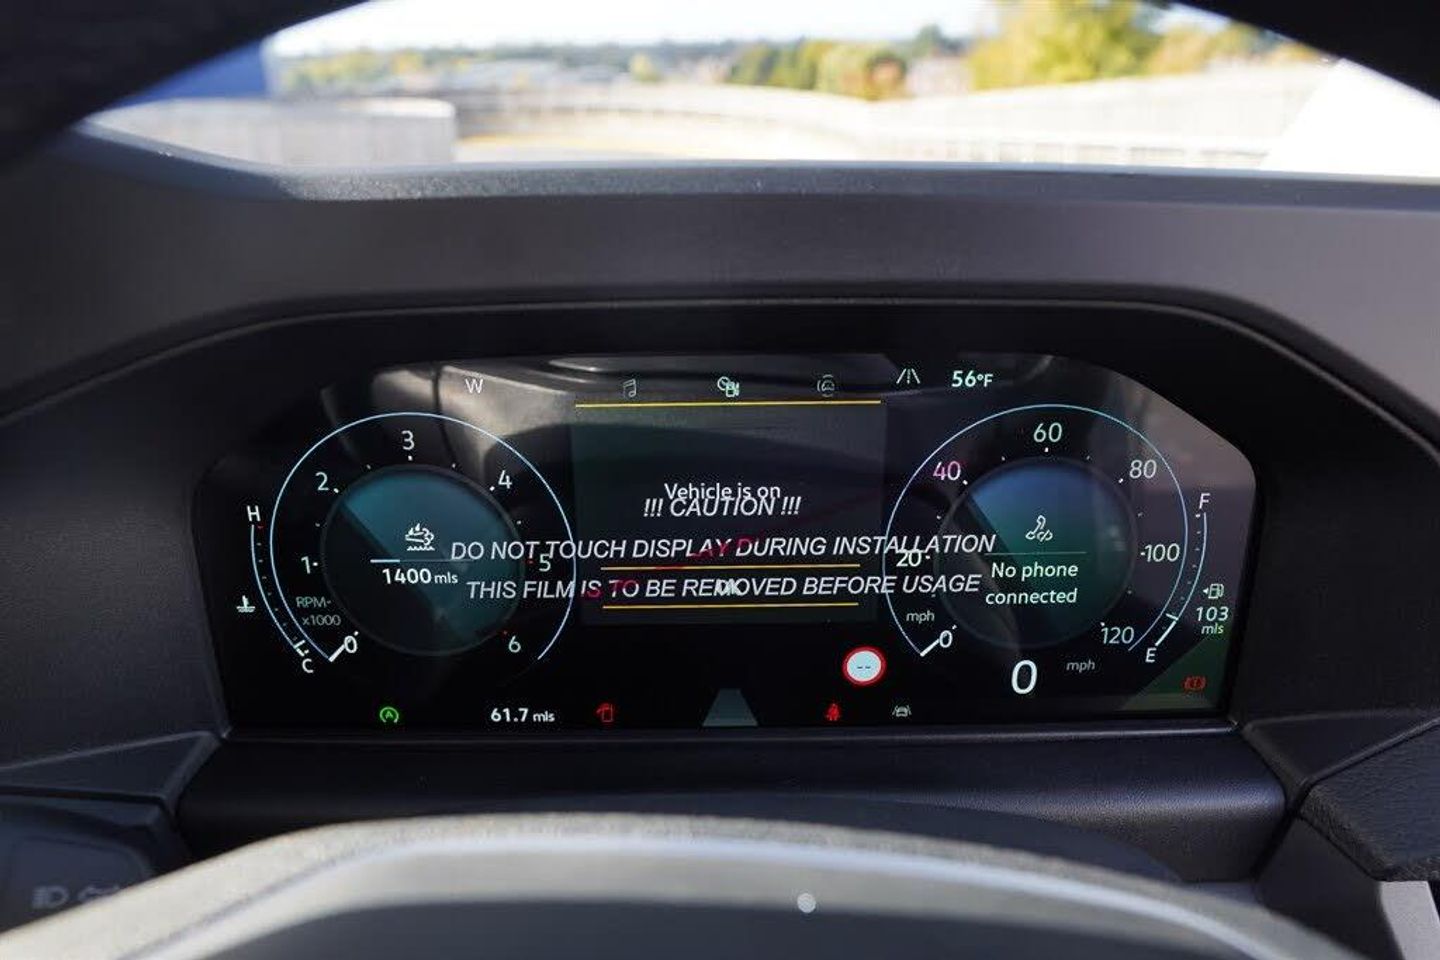 W
56°F
3
2
4
1
5
RPM
x1000
0
6
H
C
1400 mls
Vehicle is on
!!! CAUTION !!!
DO NOT TOUCH DISPLAY DURING INSTALLATION
THIS FILM IS TO BE REMOVED BEFORE USAGE
OK
60
40
80
20
100
mph
0
120
No phone
connected
F
103
mls
E
--
0 mph
A
61.7 mls